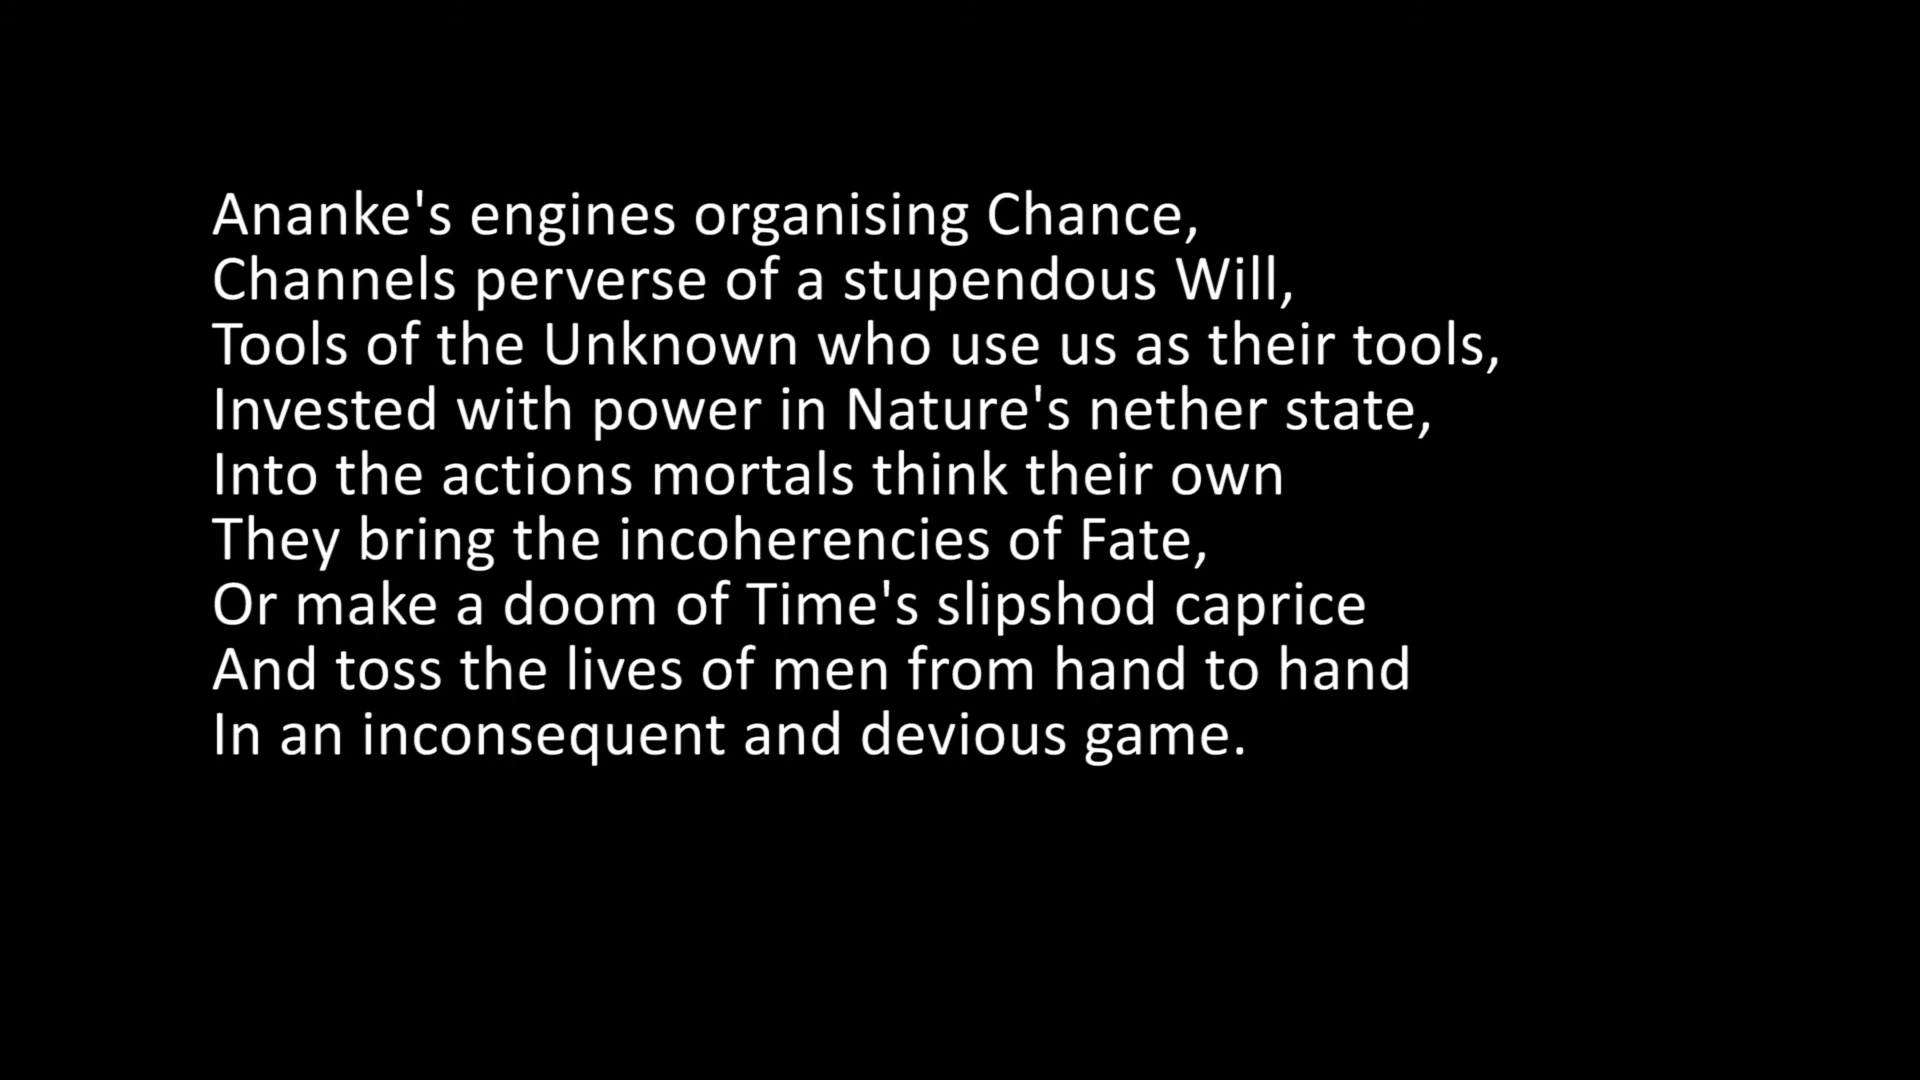 Ananke's engines organising Chance,
Channels perverse of a stupendous Will,
Tools of the Unknown who use us as their tools,
Invested with power in Nature's nether state,
Into the actions mortals think their own
They bring the incoherencies of Fate,
Or make a doom of Time's slipshod caprice
And toss the lives of men from hand to hand
In an inconsequent and devious game.